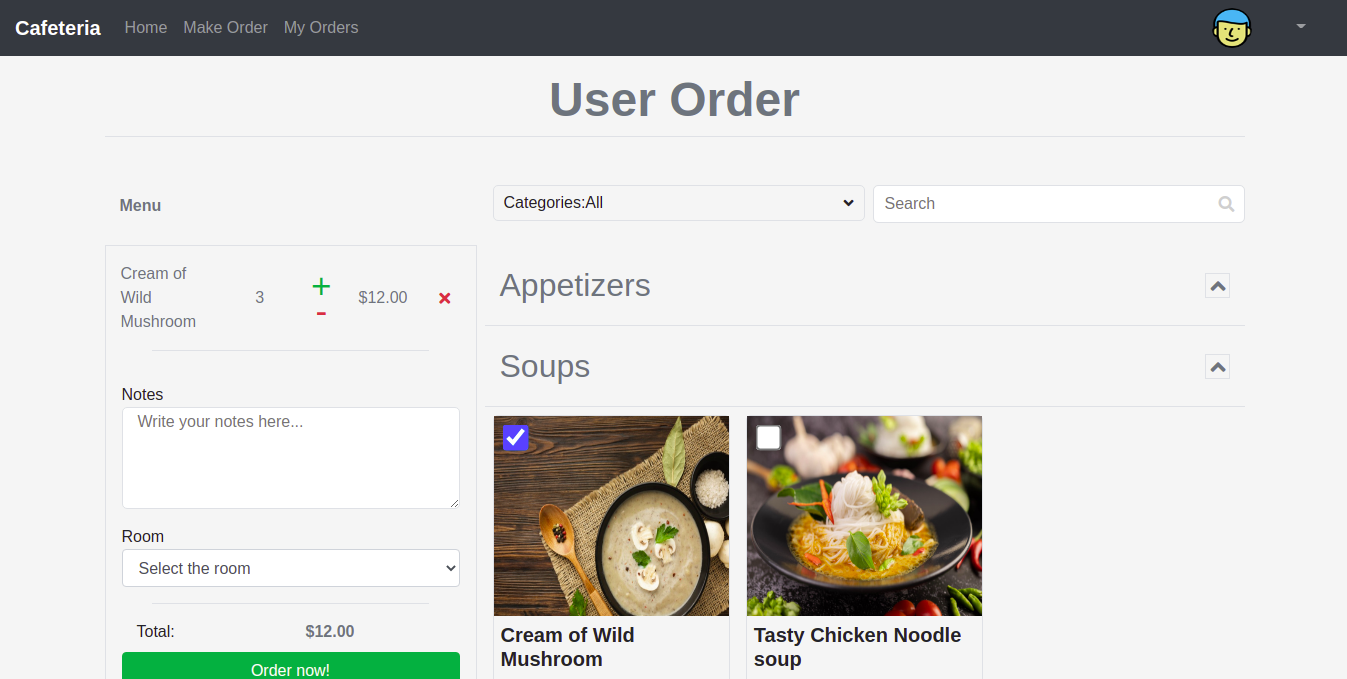 Cafeteria Home Make Order My Orders
User Order
Menu
Categories:All
Search
Cream of
Wild
Mushroom
3
+
-
$12.00
Notes
Write your notes here...
Room
Select the room
Total: $12.00
Order now!
Appetizers
Soups
Cream of Wild
Mushroom
Tasty Chicken Noodle
soup